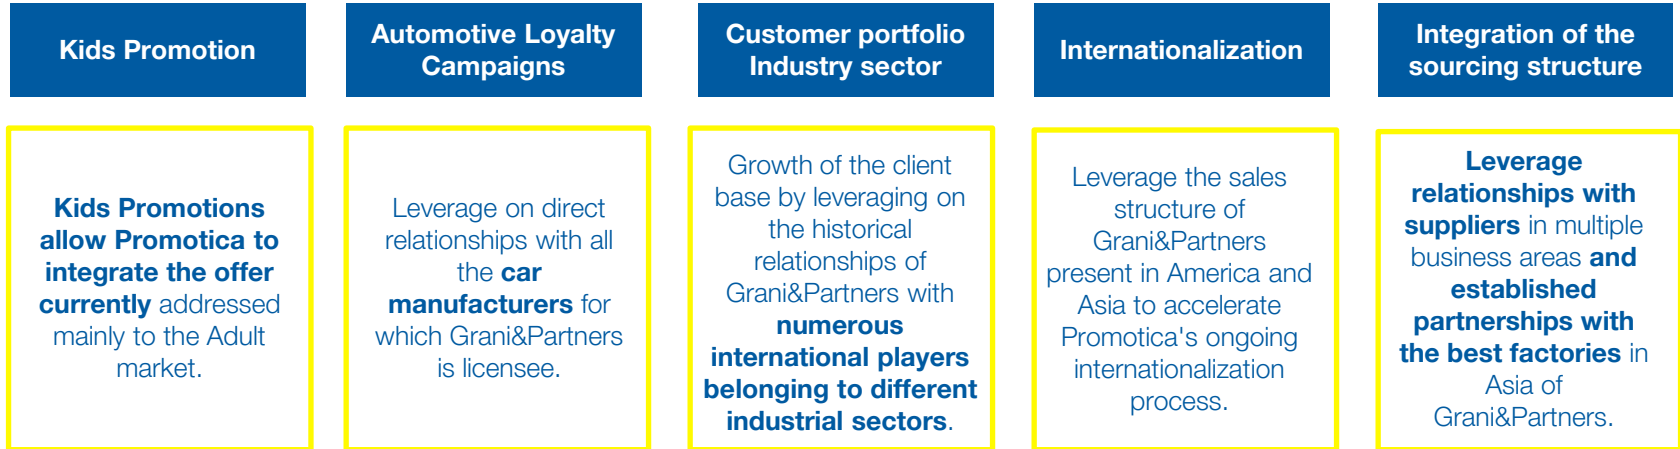 Kids Promotion
Automotive Loyalty
Campaigns
Customer portfolio
Industry sector
Internationalization
Integration of the
sourcing structure
Kids Promotions
allow Promotica to
integrate the offer
currently addressed
mainly to the Adult
market.
Leverage on direct
relationships with all
the car
manufacturers for
which Grani&Partners
is licensee.
Growth of the client
base by leveraging on
the historical
relationships of
Grani&Partners with
numerous
international players
belonging to different
industrial sectors.
Leverage the sales
structure of
Grani&Partners
present in America and
Asia to accelerate
Promotica's ongoing
internationalization
process.
Leverage
relationships with
suppliers in multiple
business areas and
established
partnerships with
the best factories in
Asia of
Grani&Partners.